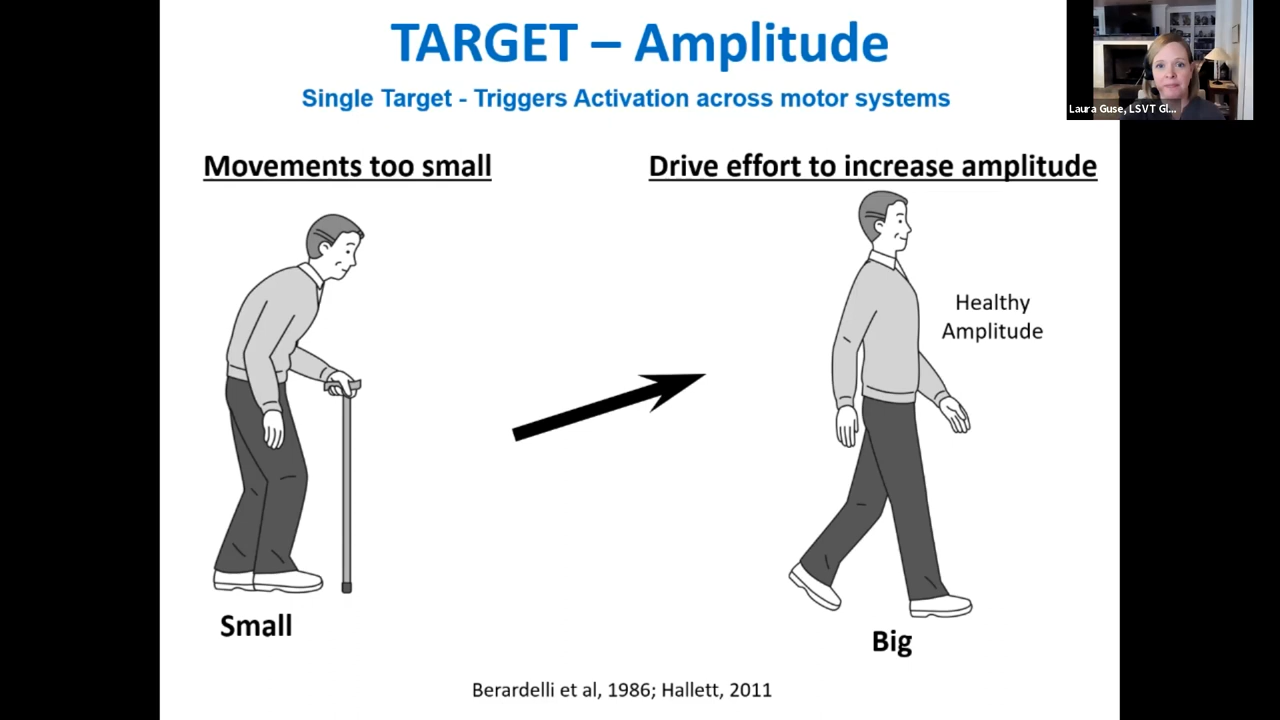 TARGET – Amplitude
Single Target - Triggers Activation across motor systems
Laura Guse, LSVT Gl...
Movements too small
Drive effort to increase amplitude
Healthy
Amplitude
Small
Big
Berardelli et al, 1986; Hallett, 2011